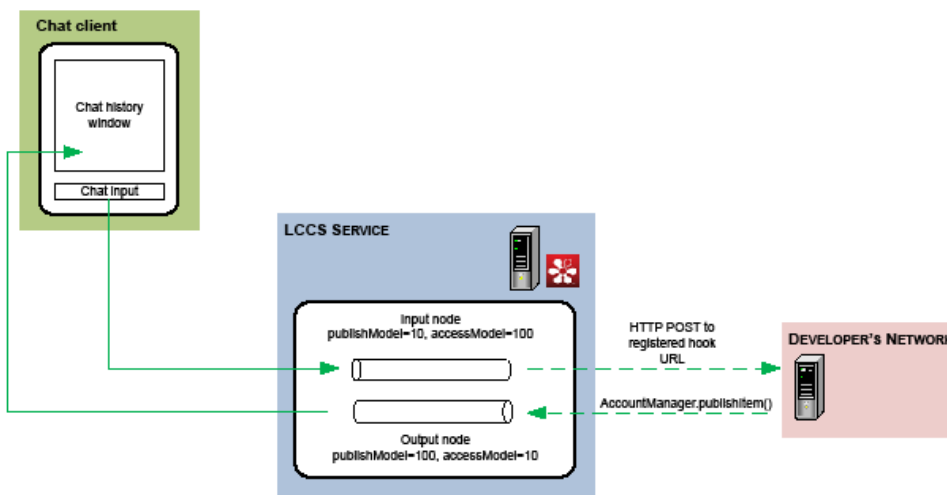 Chat client
Chat history
window
Chat input
LCCS SERVICE
Input node
publishModel=10, accessModel=100
Output node
publishModel=100, accessModel=10
HTTP POST to
registered hook
URL
AccountManager.publishItem()
DEVELOPER'S NETWORK